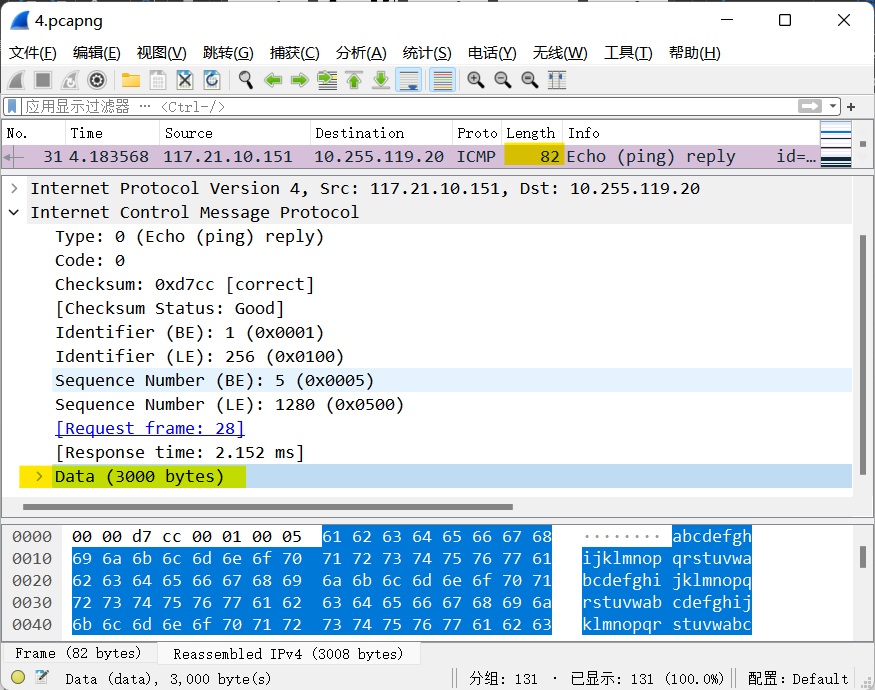 4.pcapng
文件(F) 编辑(E) 视图(V) 跳转(G) 捕获(C) 分析(A) 统计(S) 电话(Y) 无线(W) 工具(T) 帮助(H)
应用显示过滤器 … <Ctrl-/>
No. Time Source Destination Proto Length Info
31 4.183568 117.21.10.151 10.255.119.20 ICMP 82 Echo (ping) reply id=…
Internet Protocol Version 4, Src: 117.21.10.151, Dst: 10.255.119.20
Internet Control Message Protocol
Type: 0 (Echo (ping) reply)
Code: 0
Checksum: 0xd7cc [correct]
[Checksum Status: Good]
Identifier (BE): 1 (0x0001)
Identifier (LE): 256 (0x0100)
Sequence Number (BE): 5 (0x0005)
Sequence Number (LE): 1280 (0x0500)
[Request frame: 28]
[Response time: 2.152 ms]
Data (3000 bytes)
0000 00 00 d7 cc 00 01 00 05 61 62 63 64 65 66 67 68 ········ abcdefgh
0010 69 6a 6b 6c 6d 6e 6f 70 71 72 73 74 75 76 77 61 ijklmnop qrstuvwa
0020 62 63 64 65 66 67 68 69 6a 6b 6c 6d 6e 6f 70 71 bcdefghi jklmnopq
0030 72 73 74 75 76 77 61 62 63 64 65 66 67 68 69 6a rstuvwab cdefghij
0040 6b 6c 6d 6e 6f 70 71 72 73 74 75 76 77 61 62 63 klmnopqr stuvwabc
Frame (82 bytes) Reassembled IPv4 (3008 bytes)
Data (data), 3,000 byte(s) 分组: 131 · 已显示: 131 (100.0%) 配置: Default